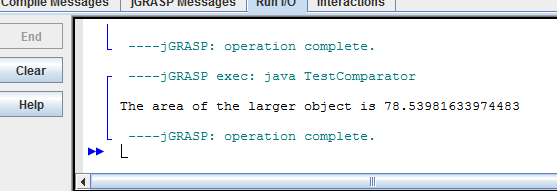 Compile Messages jGRASP Messages Run I/O Interactions
End
Clear
Help
----jGRASP: operation complete.
----jGRASP exec: java TestComparator
The area of the larger object is 78.53981633974483
----jGRASP: operation complete.